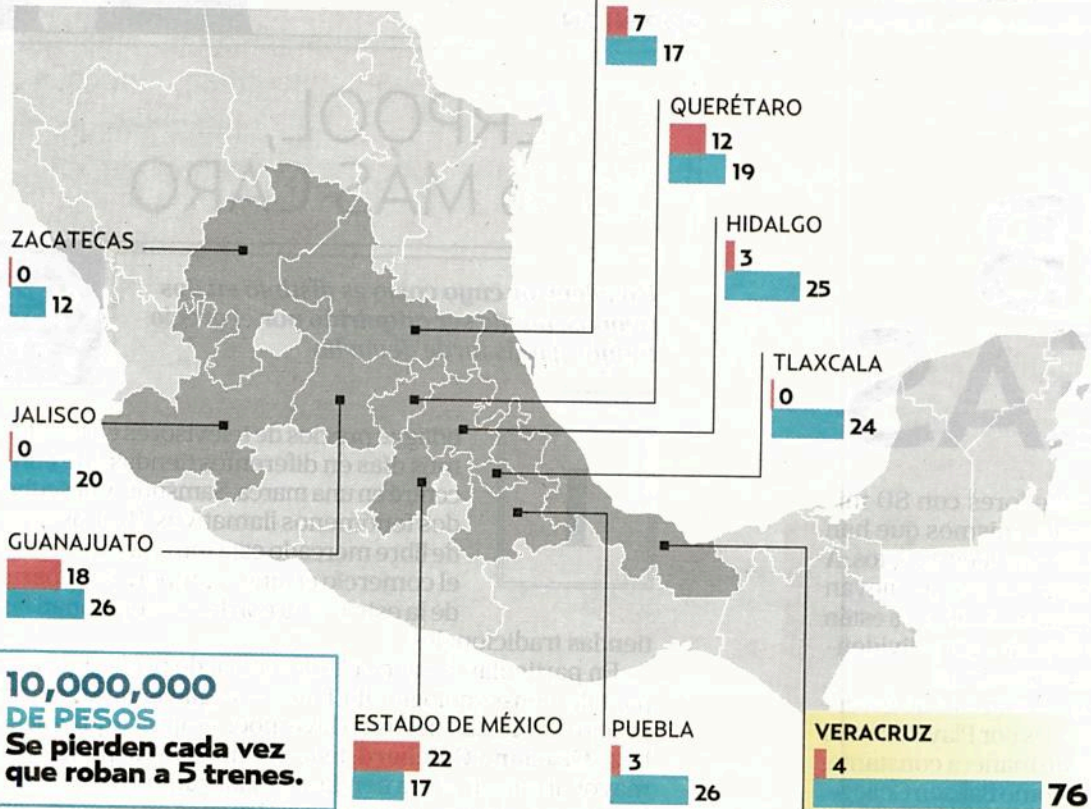 7
17
QUERÉTARO
12
19
HIDALGO
3
25
TLAXCALA
0
24
ZACATECAS
0
12
JALISCO
0
20
GUANAJUATO
18
26
10,000,000
DE PESOS
Se pierden cada vez
que roban a 5 trenes.
ESTADO DE MÉXICO
22
17
PUEBLA
3
26
VERACRUZ
4
76